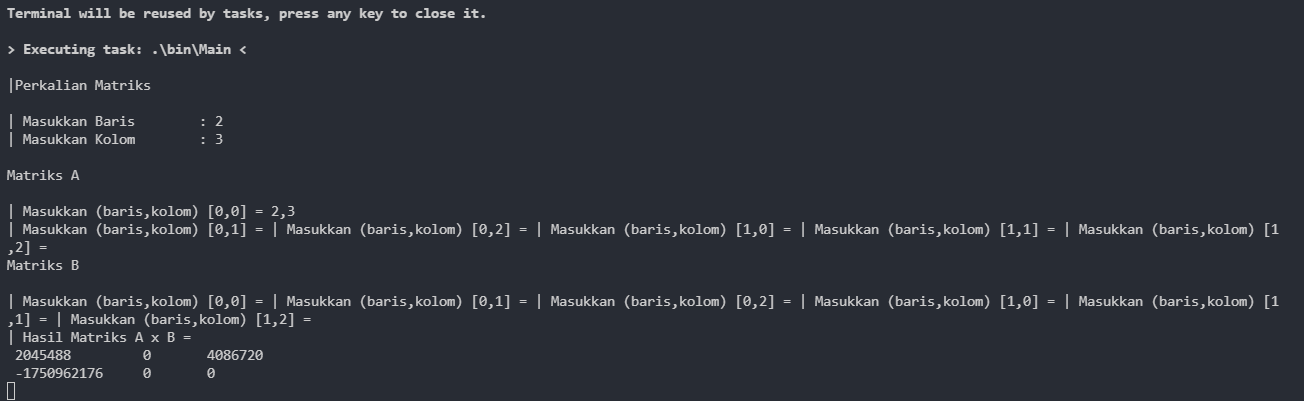 Terminal will be reused by tasks, press any key to close it.
> Executing task: .\bin\Main <
|Perkalian Matriks
| Masukkan Baris : 2
| Masukkan Kolom : 3
Matriks A
| Masukkan (baris,kolom) [0,0] = 2,3
| Masukkan (baris,kolom) [0,1] = | Masukkan (baris,kolom) [0,2] = | Masukkan (baris,kolom) [1,0] = | Masukkan (baris,kolom) [1,1] = | Masukkan (baris,kolom) [1
,2] =
Matriks B
| Masukkan (baris,kolom) [0,0] = | Masukkan (baris,kolom) [0,1] = | Masukkan (baris,kolom) [0,2] = | Masukkan (baris,kolom) [1,0] = | Masukkan (baris,kolom) [1
,1] = | Masukkan (baris,kolom) [1,2] =
| Hasil Matriks A x B =
2045488 0 4086720
-1750962176 0 0